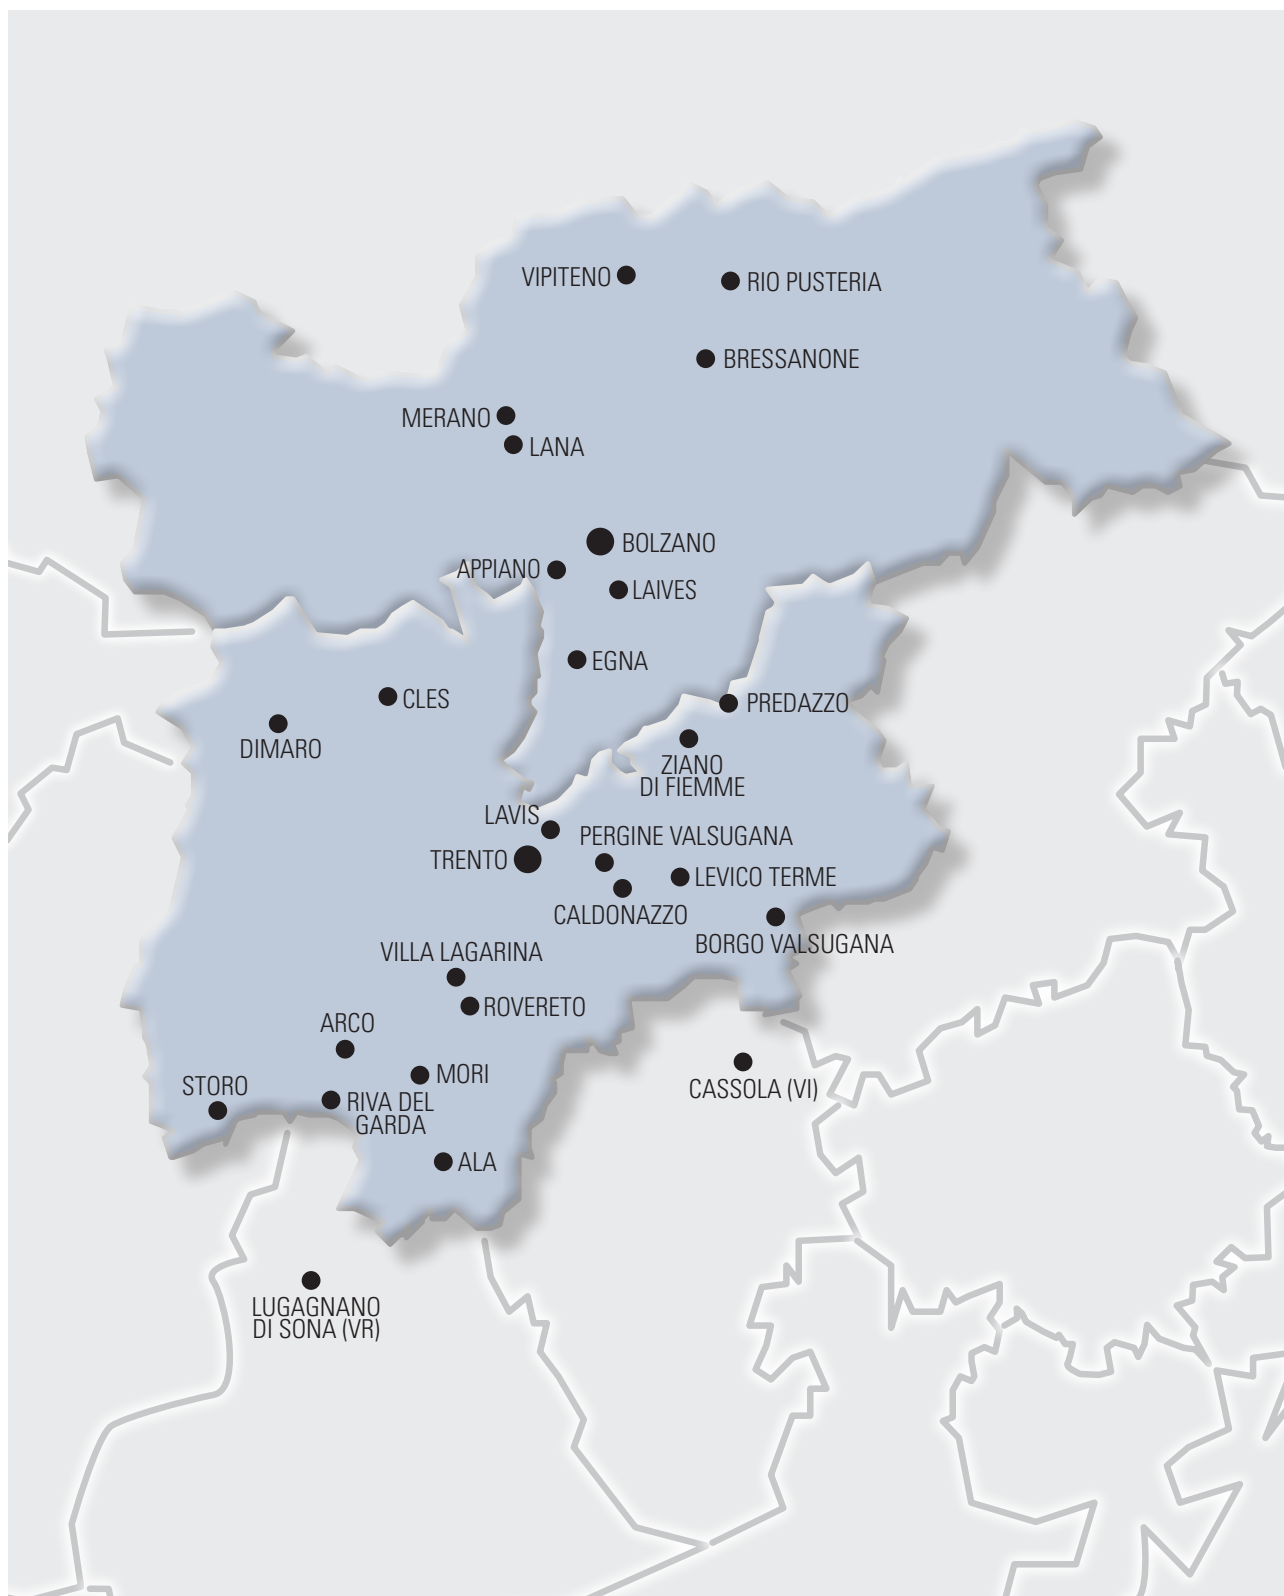 VIPITENO
RIO PUSTERIA
BRESSANONE
MERANO
LANA
BOLZANO
APPIANO
LAIVES
EGNA
CLES
PREDAZZO
DIMARO
ZIANO
DI FIEMME
LAVIS
PERGINE VALSUGANA
TRENTO
LEVICO TERME
CALDONAZZO
BORGO VALSUGANA
VILLA LAGARINA
ROVERETO
ARCO
MORI
STORO
CASSOLA (VI)
RIVA DEL
GARDA
ALA
LUGAGNANO
DI SONA (VR)